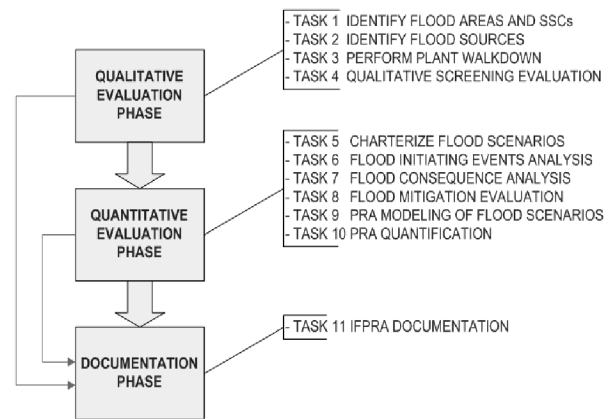 - TASK 1 IDENTIFY FLOOD AREAS AND SSCs
- TASK 2 IDENTIFY FLOOD SOURCES
- TASK 3 PERFORM PLANT WALKDOWN
- TASK 4 QUALITATIVE SCREENING EVALUATION
QUALITATIVE
EVALUATION
PHASE
- TASK 5 CHARTERIZE FLOOD SCENARIOS
- TASK 6 FLOOD INITIATING EVENTS ANALYSIS
- TASK 7 FLOOD CONSEQUENCE ANALYSIS
- TASK 8 FLOOD MITIGATION EVALUATION
- TASK 9 PRA MODELING OF FLOOD SCENARIOS
- TASK 10 PRA QUANTIFICATION
QUANTITATIVE
EVALUATION
PHASE
- TASK 11 IFPRA DOCUMENTATION
DOCUMENTATION
PHASE